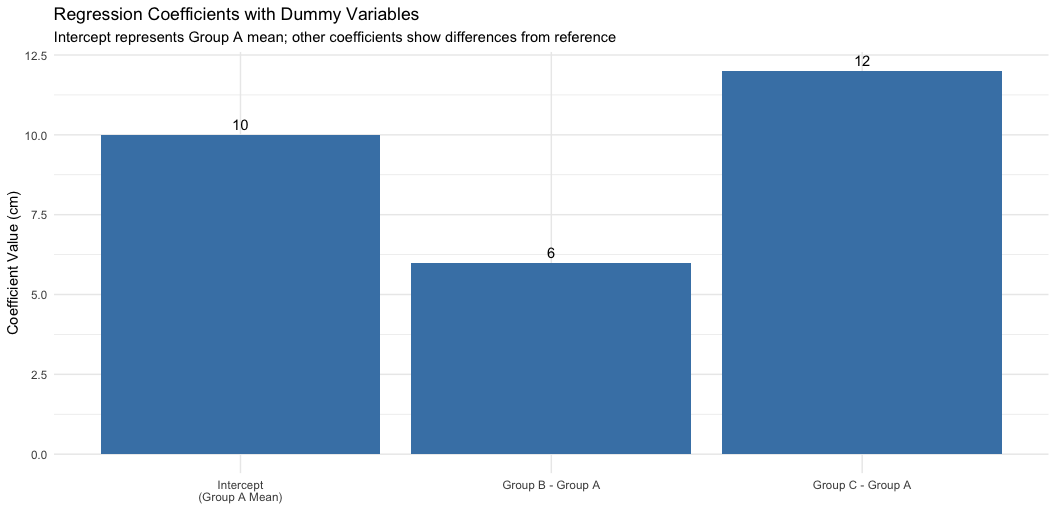 Regression Coefficients with Dummy Variables
Intercept represents Group A mean; other coefficients show differences from reference
Coefficient Value (cm)
12.5
10.0
7.5
5.0
2.5
0.0
10
6
12
Intercept
(Group A Mean)
Group B - Group A
Group C - Group A